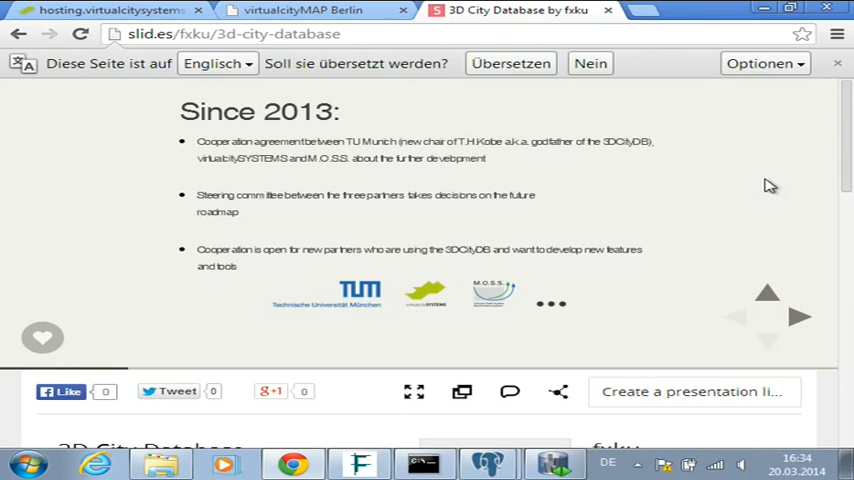 hosting.virtualcitysystems
virtualcityMAP Berlin
3D City Database by fxku
slid.es/fxku/3d-city-database
Diese Seite ist auf Englisch Soll sie übersetzt werden? Übersetzen Nein Optionen
Since 2013:
Cooperation agreement between TU Munich (new chair of T.H.Kobe a.k.a. godfather of the 3DCityDB),
virtualcitySYSTEMS and M.O.S.S. about the further development
Steering committee between the three partners takes decisions on the future
roadmap
Cooperation is open for new partners who are using the 3DCityDB and want to develop new features
and tools
TUM
Technische Universität München
virtualcitySYSTEMS
M.O.S.S.
Like 0 Tweet 0 g+1 0 Create a presentation li...
3D City Database
fxku
DE
16:34
20.03.2014